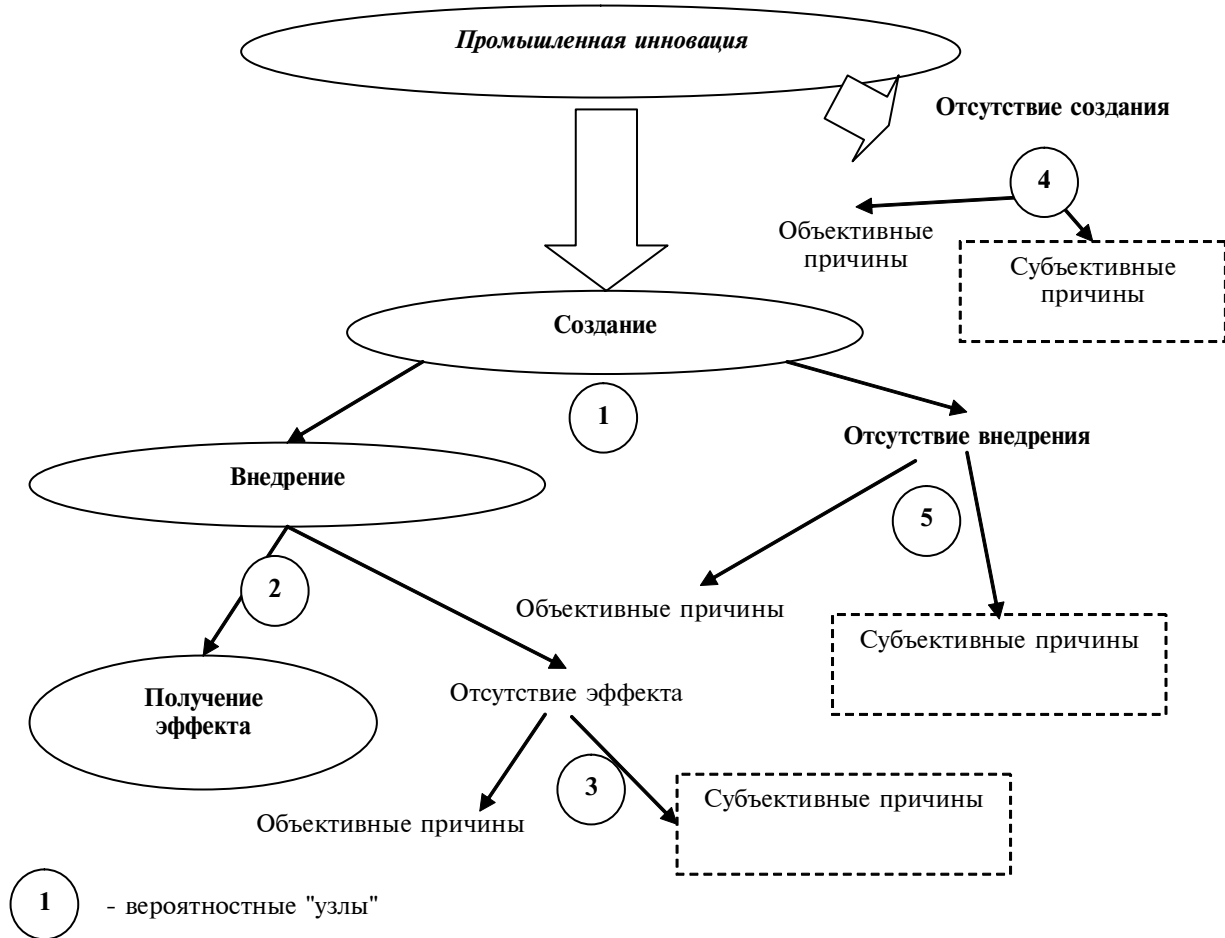 Промышленная инновация
Отсутствие создания
4
Объективные
причины
Субъективные
причины
Создание
1
Отсутствие внедрения
Внедрение
5
2
Объективные причины
Субъективные причины
Получение
эффекта
Отсутствие эффекта
3
Субъективные причины
Объективные причины
1 - вероятностные "узлы"